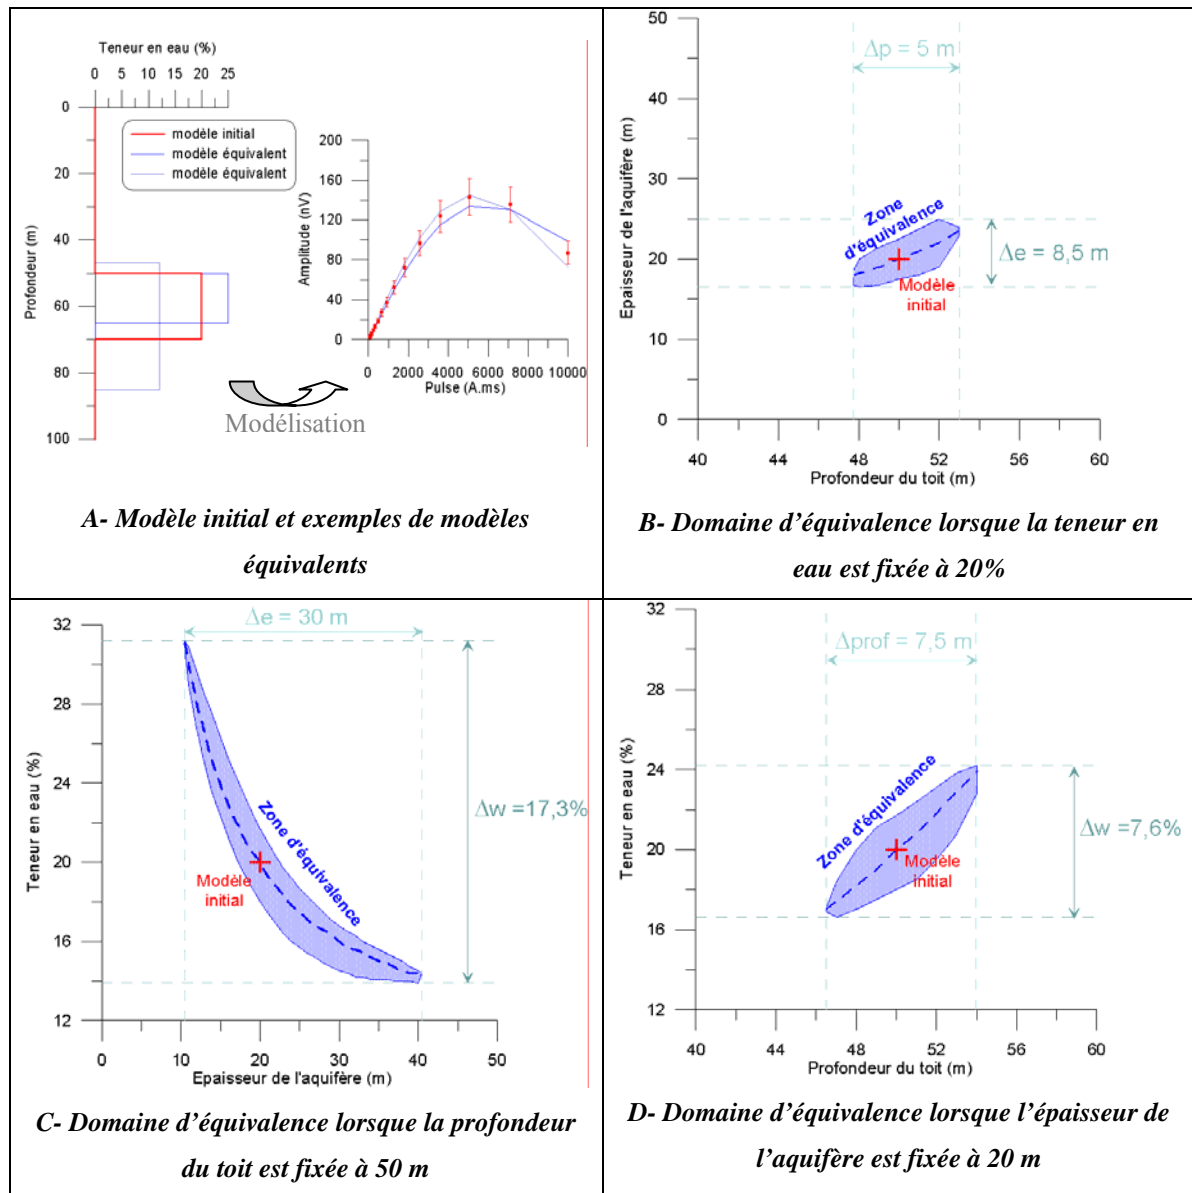 Teneur en eau (%)
0 5 10 15 20 25
Profondeur (m)
0
20
40
60
80
100
modèle initial
modèle équivalent
modèle équivalent
Amplitude (nV)
200
160
120
80
40
0
0 2000 4000 6000 8000 10000
Pulse (A.ms)
Modélisation
A- Modèle initial et exemples de modèles
équivalents
Epaisseur de l'aquifère (m)
50
40
30
20
10
0
Δp = 5 m
Zone
d'équivalence
Δe = 8,5 m
Modèle
initial
40 44 48 52 56 60
Profondeur du toit (m)
B- Domaine d'équivalence lorsque la teneur en
eau est fixée à 20%
Teneur en eau (%)
32
28
24
20
16
12
Δe = 30 m
Zone d'équivalence
Δw =17,3%
Modèle
initial
0 10 20 30 40 50
Epaisseur de l'aquifère (m)
C- Domaine d'équivalence lorsque la profondeur
du toit est fixée à 50 m
Teneur en eau (%)
32
28
24
20
16
12
Δprof = 7,5 m
Zone d'équivalence
Δw =7,6%
Modèle
initial
40 44 48 52 56 60
Profondeur du toit (m)
D- Domaine d'équivalence lorsque l'épaisseur de
l'aquifère est fixée à 20 m